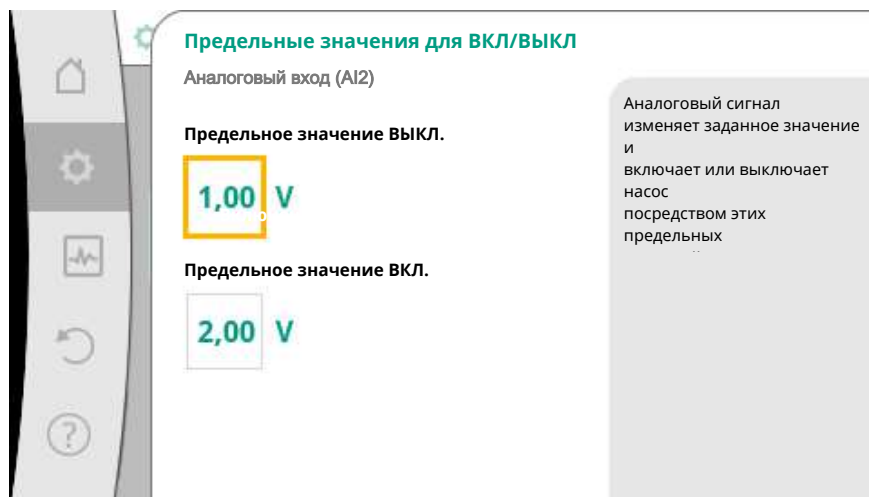 Предельные значения для ВКЛ/ВЫКЛ
Аналоговый вход (AI2)
Предельное значение ВЫКЛ.
1,00 V
Предельное значение ВКЛ.
2,00 V
Аналоговый сигнал
изменяет заданное значение
и
включает или выключает
насос
посредством этих
предельных
?